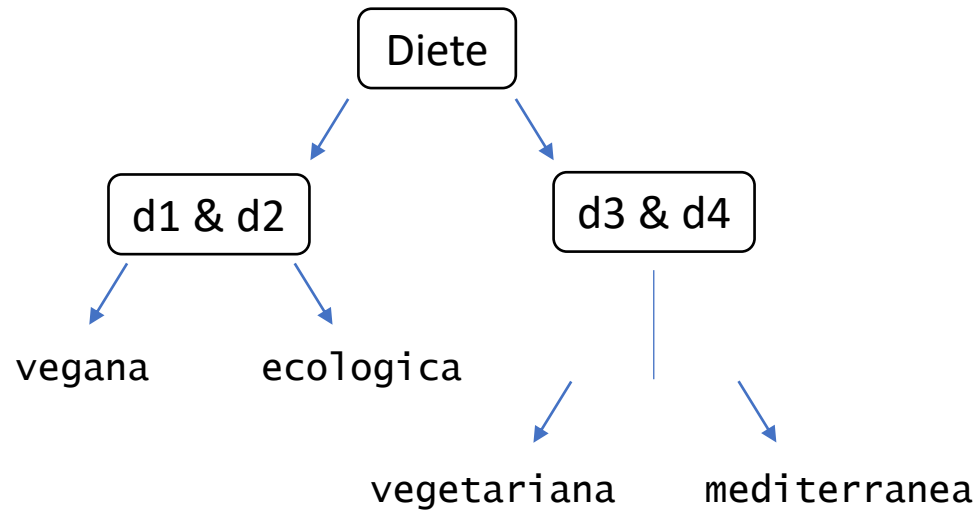 Diete
d1 & d2
d3 & d4
vegana
ecologica
vegetariana
mediterranea